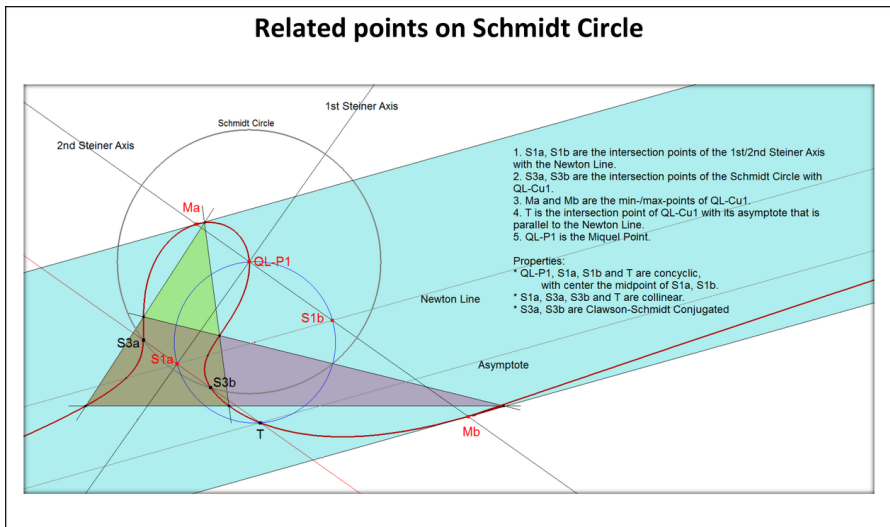 Related points on Schmidt Circle
1st Steiner Axis
Schmidt Circle
2nd Steiner Axis
1. S1a, S1b are the intersection points of the 1st/2nd Steiner Axis
with the Newton Line.
2. S3a, S3b are the intersection points of the Schmidt Circle with
QL-Cu1.
3. Ma and Mb are the min-/max-points of QL-Cu1.
4. T is the intersection point of QL-Cu1 with its asymptote that is
parallel to the Newton Line.
5. QL-P1 is the Miquel Point.
Properties:
* QL-P1, S1a, S1b and T are concyclic,
with center the midpoint of S1a, S1b.
* S1a, S3a, S3b and T are collinear.
* S3a, S3b are Clawson-Schmidt Conjugated
Ma
QL-P1
Newton Line
S1b
S3a
S1a
Asymptote
S3b
T
Mb